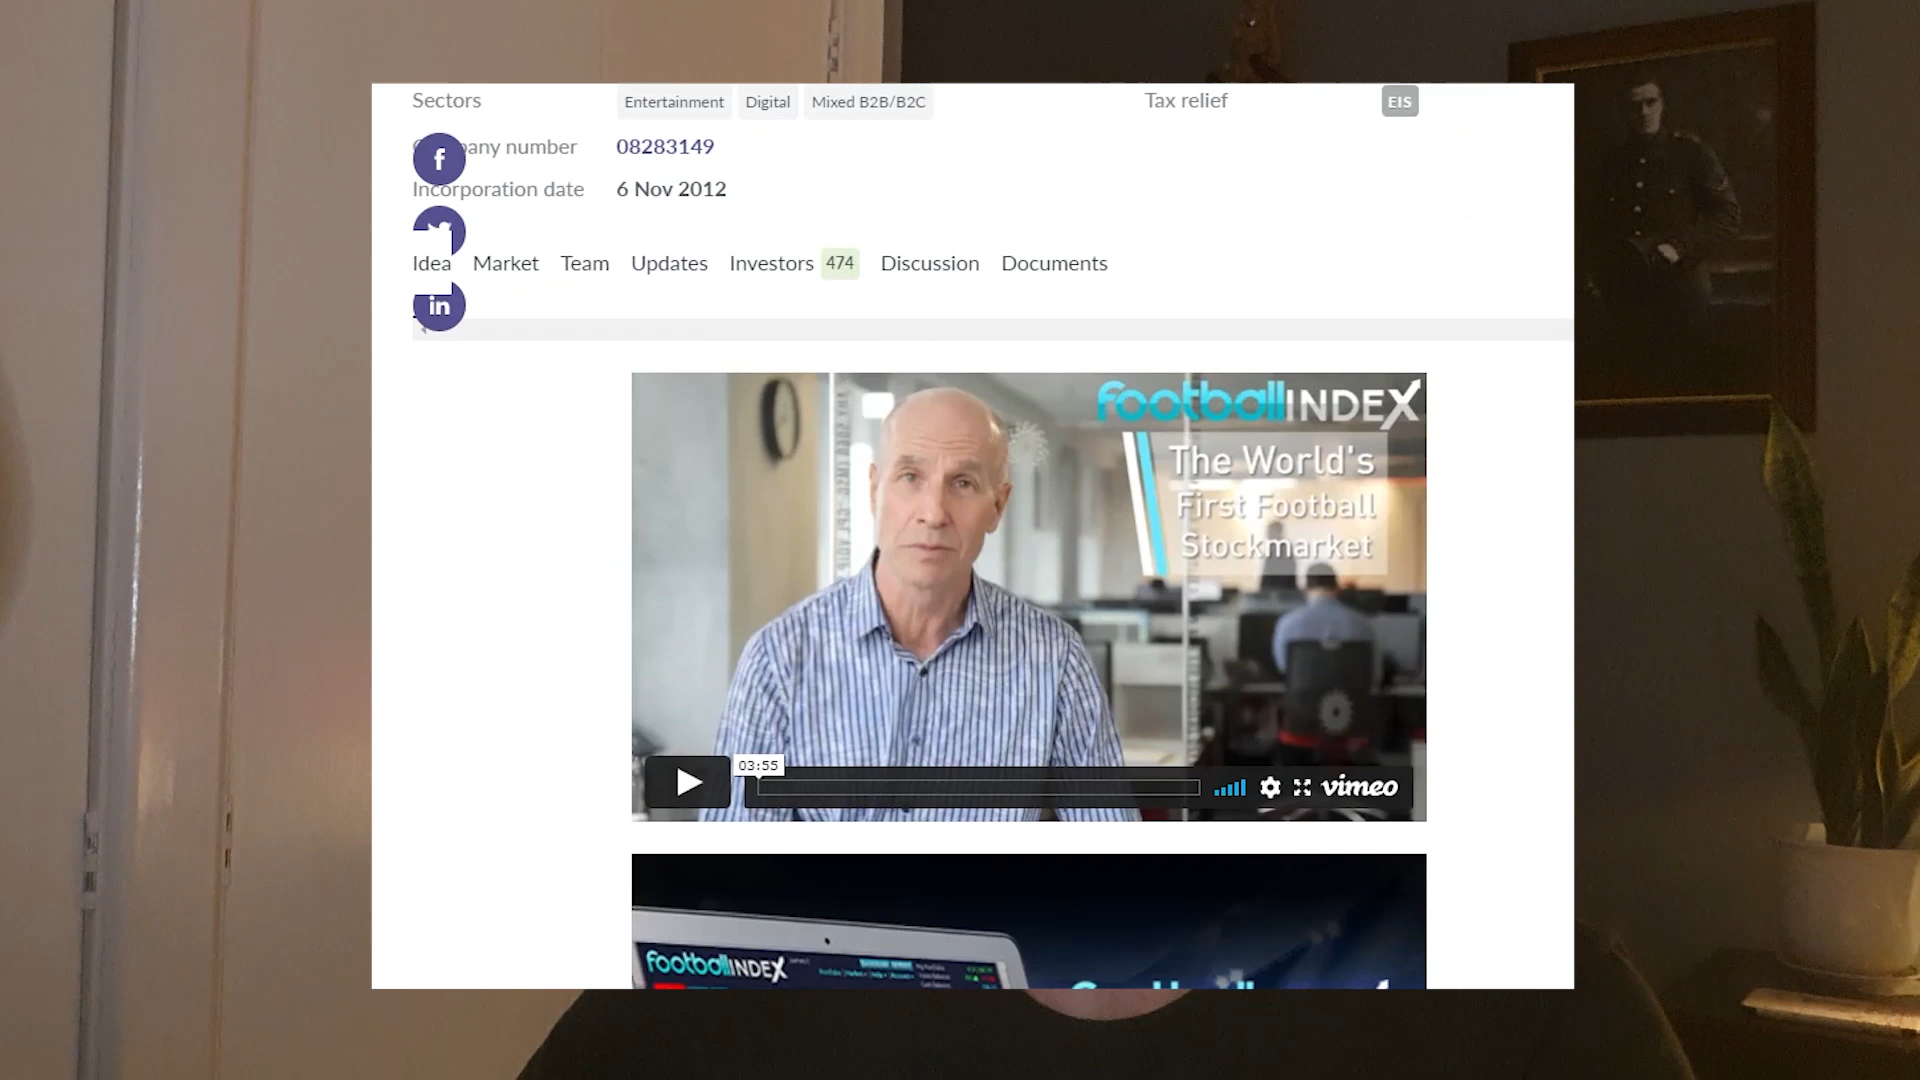 Sectors Entertainment Digital Mixed B2B/B2C Tax relief EIS
any number 08283149
Incorporation date 6 Nov 2012
Idea Market Team Updates Investors 474 Discussion Documents
f
in
footballINDEX
The World's
First Football
Stockmarket
03:55
vimeo
footballINDEX